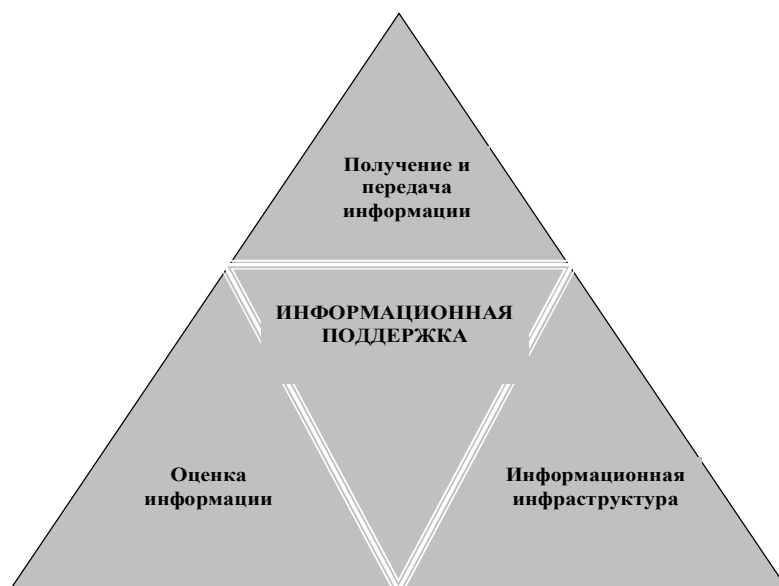 Получение и
передача
информации
ИНФОРМАЦИОННАЯ
ПОДДЕРЖКА
Оценка
информации
Информационная
инфраструктура